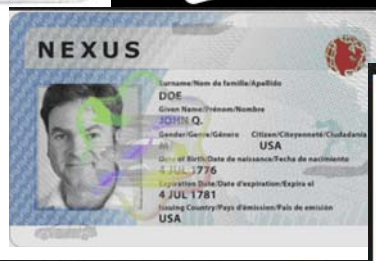 NEXUS
Surname/Nom de famille/Apellido
DOE
Given Name/Prénom/Nombre
JOHN Q.
Gender/Genre/Género Citizen/Citoyenneté/Ciudadania
M USA
Date of Birth/Date de naissance/Fecha de nacimiento
4 JUL 1776
Expiration Date/Date d'expiration/Expira el
4 JUL 1781
Issuing Country/Pays d'émission/País de emisión
USA